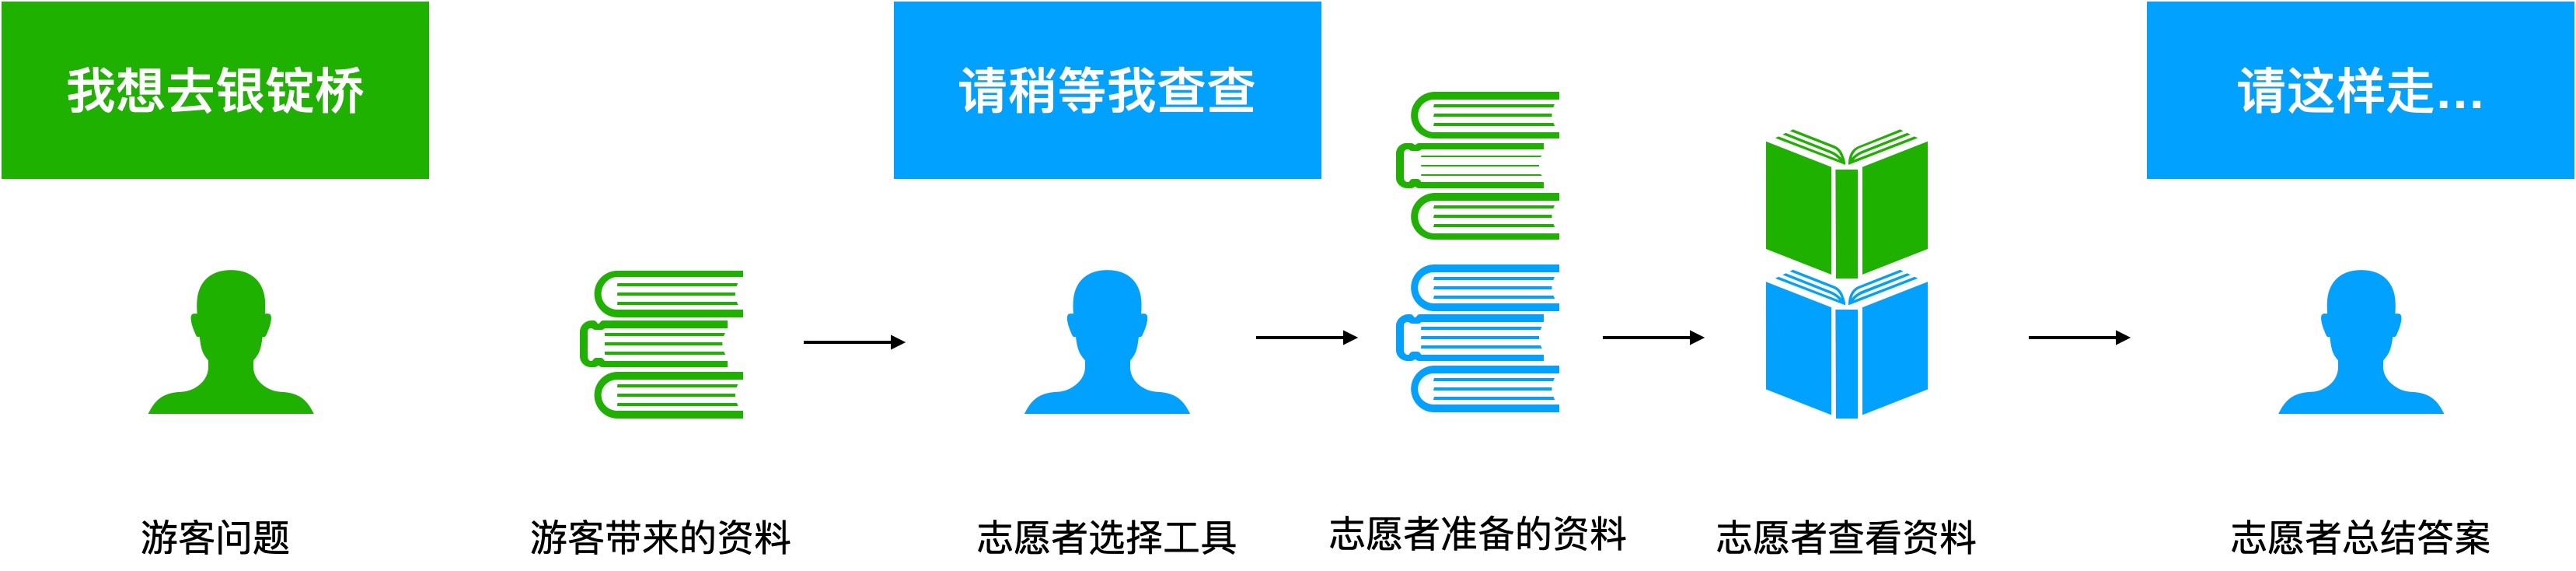 我想去银锭桥
请稍等我查查
请这样走...
游客问题
游客带来的资料
志愿者选择工具
志愿者准备的资料
志愿者查看资料
志愿者总结答案